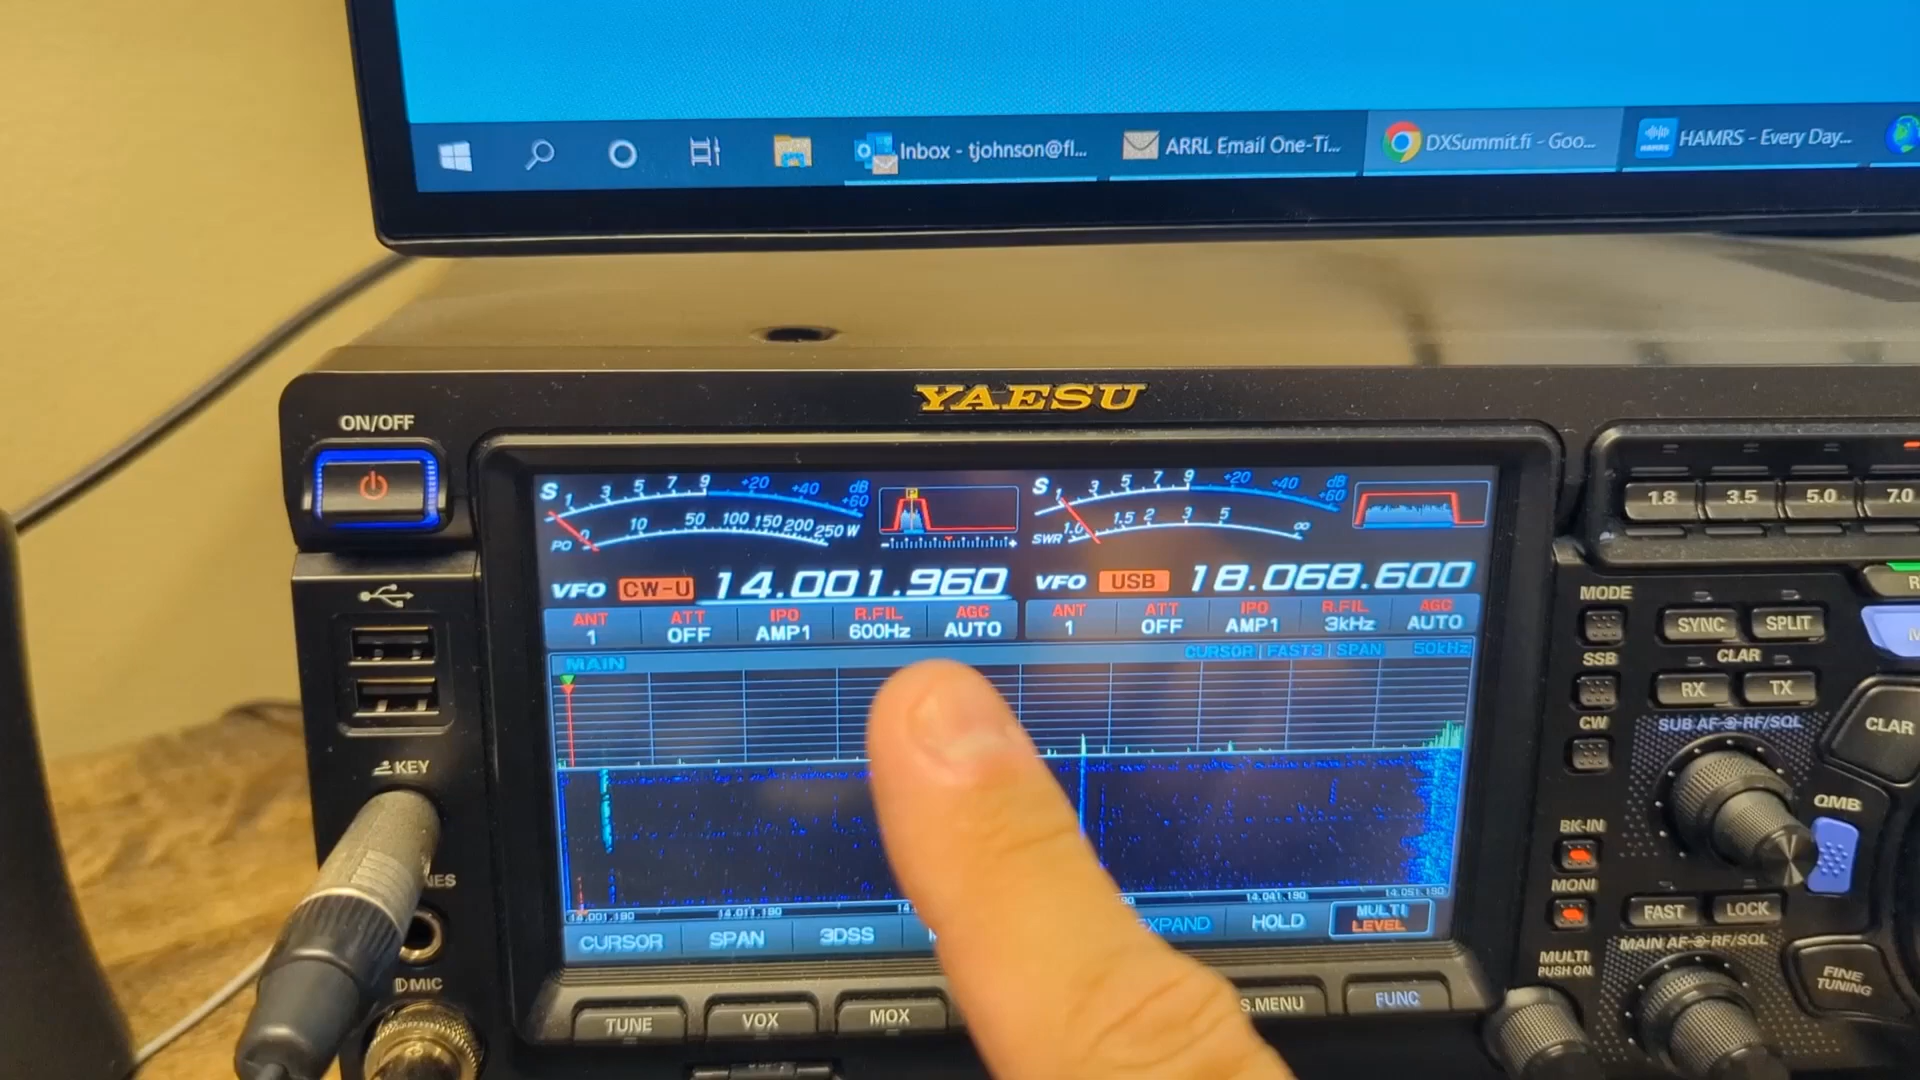 Inbox - tjohnson@fl...
ARRL Email One-Ti...
DXSummit.fi - Goo...
HAMRS - Every Day...
HAMRS
YAESU
ON/OFF
S 1 3 5 7 9 +20 +40 +60 dB
PO 0 10 50 100 150 200 250 W
S 1 3 5 7 9 +20 +40 +60 dB
SWR 1.0 1.5 2 3 5 ∞
VFO CW-U 14.001.960
VFO USB 18.068.600
ANT 1
ATT OFF
IPO AMP1
R.FIL 600Hz
AGC AUTO
ANT 1
ATT OFF
IPO AMP1
R.FIL 3kHz
AGC AUTO
MAIN
CURSOR | FAST3 | SPAN 50kHz
14.001.190
14.011.190
14.041.190
14.051.190
CURSOR
SPAN
3DSS
EXPAND
HOLD
MULTI
LEVEL
KEY
MIC
TUNE
VOX
MOX
S.MENU
FUNC
1.8
3.5
5.0
7.0
MODE
SSB
CW
BK-IN
MONI
MULTI
PUSH ON
SYNC
SPLIT
CLAR
RX
TX
SUB AF-RF/SQL
CLAR
QMB
FAST
LOCK
MAIN AF-RF/SQL
FINE
TUNING